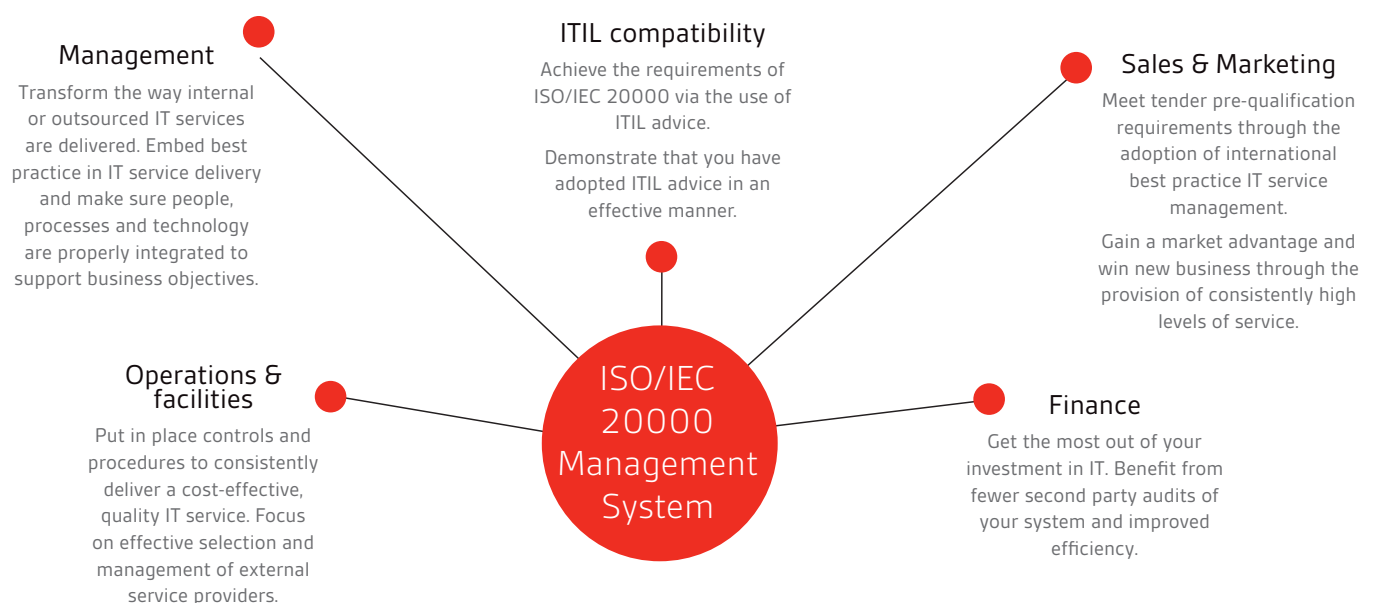 Management
Transform the way internal
or outsourced IT services
are delivered. Embed best
practice in IT service delivery
and make sure people,
processes and technology
are properly integrated to
support business objectives.
ITIL compatibility
Achieve the requirements of
ISO/IEC 20000 via the use of
ITIL advice.
Demonstrate that you have
adopted ITIL advice in an
effective manner.
Sales & Marketing
Meet tender pre-qualification
requirements through the
adoption of international
best practice IT service
management.
Gain a market advantage and
win new business through the
provision of consistently high
levels of service.
Operations &
facilities
Put in place controls and
procedures to consistently
deliver a cost-effective,
quality IT service. Focus
on effective selection and
management of external
service providers.
ISO/IEC
20000
Management
System
Finance
Get the most out of your
investment in IT. Benefit from
fewer second party audits of
your system and improved
efficiency.